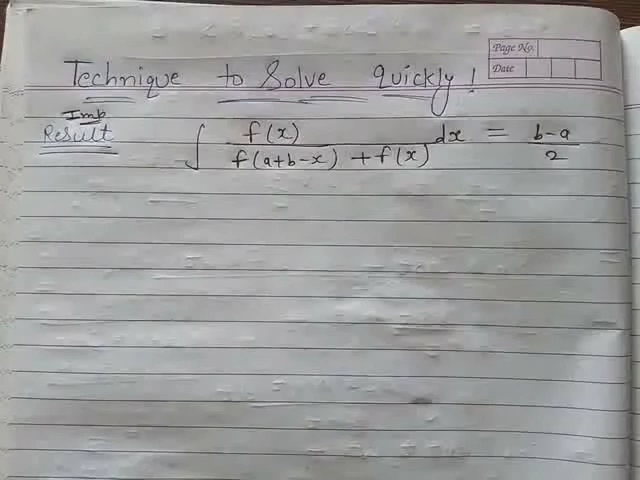 Page No.
Date
Technique to Solve Quickly!
Imp
Result ∫ f(x) / f(a+b-x) + f(x) dx = b-a / 2